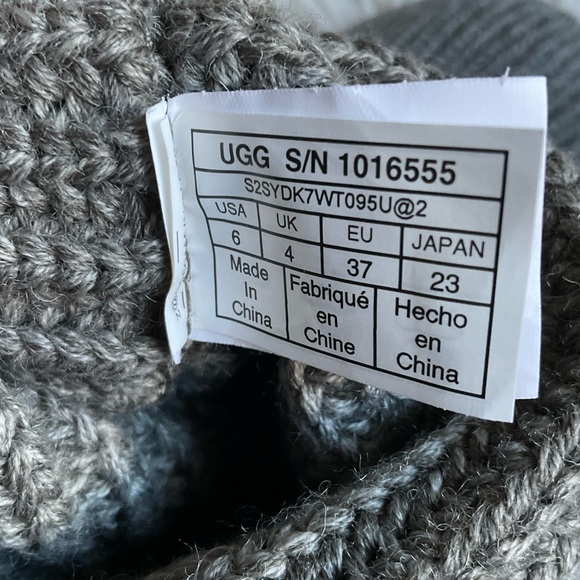 UGG S/N 1016555
S2SYDK7WT095U@2
USA UK EU JAPAN
6 4 37 23
Made In China
Fabriqué en Chine
Hecho en China